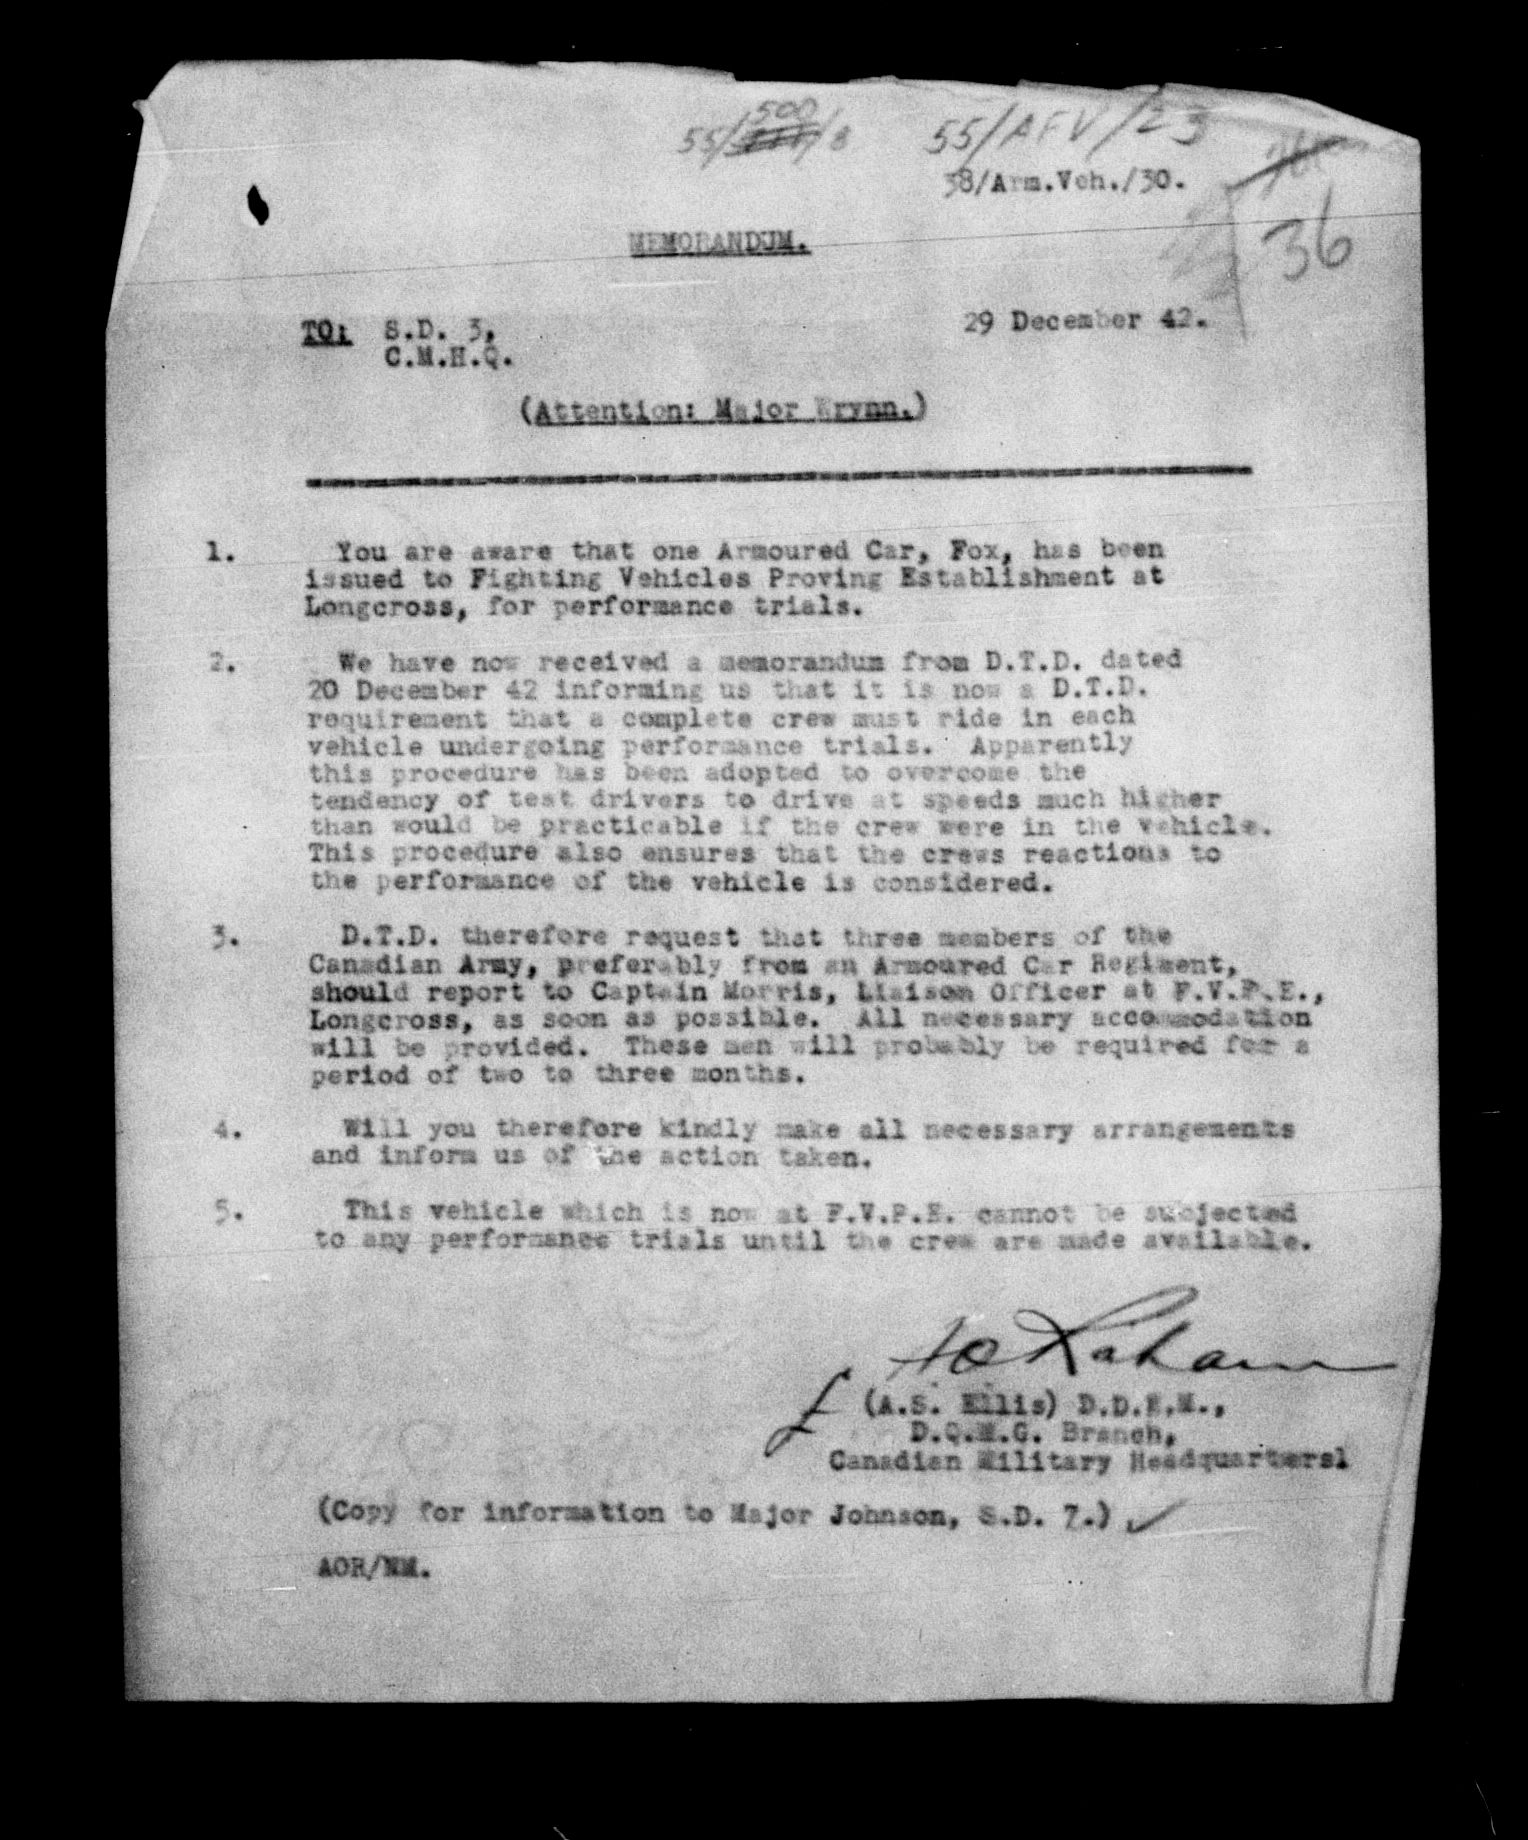 55/500/8
55/AFV/23
38/Arm.Veh./30.
36
MEMORANDUM.
TO: S.D. 3,
29 December 42.
C.M.H.Q.
(Attention: Major
1. You are aware that one Armoured Car, Fox, has been
issued to Fighting Vehicles Proving Establishment at
Longcross, for performance trials.
2. We have now received a memorandum from D.T.D. dated
20 December 42 informing us that it is now a D.T.D.
requirement that a complete crew must ride in each
vehicle undergoing performance trials. Apparently
this procedure has been adopted to overcome the
tendency of test drivers to drive at speeds much higher
than would be practicable if the crew were in the vehicle.
This procedure also ensures that the crews reactions to
the performance of the vehicle is considered.
3. D.T.D. therefore request that three members of the
Canadian Army, preferably from an Armoured Car Regiment,
should report to Captain Morris, Liaison Officer at F.V.P.E.,
Longcross, as soon as possible. All necessary accommodation
will be provided. These men will probably be required for a
period of two to three months.
4. Will you therefore kindly make all necessary arrangements
and inform us of the action taken.
5. This vehicle which is now at F.V.P.E. cannot be subjected
to any performance trials until the crew are made available.
f (A.S. Ellis) D.D.E.M.,
D.Q.M.G. Branch,
Canadian Military Headquartersl
(Copy for information to Major Johnson, S.D. 7.) ✓
AOR/NM.